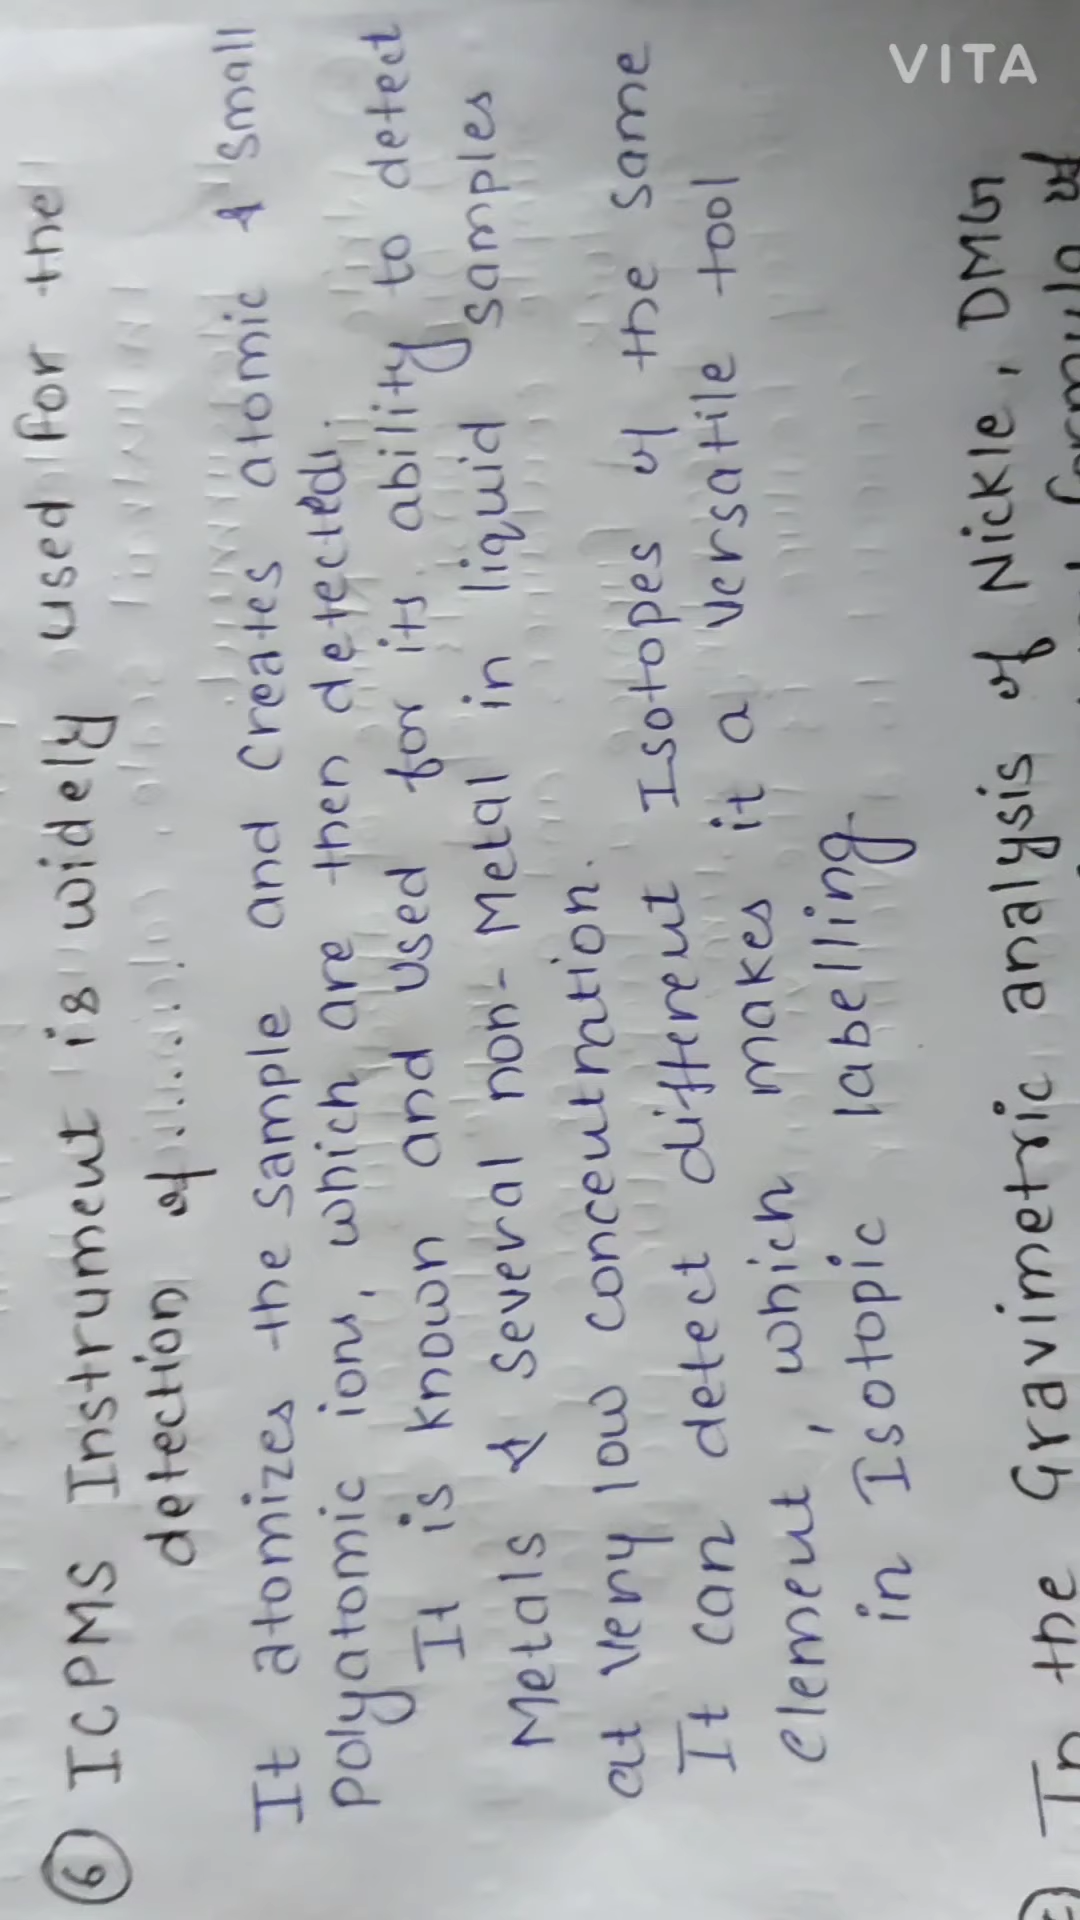 VITA
⑥ ICPMS Instrument is widely used for the
detection of.......
It atomizes the sample and creates atomic & small
polyatomic ions, which are then detected.
It is known and used for its ability to detect
Metals & several non-Metal in liquid samples
at very low concentration.
It can detect different Isotopes of the same
element, which makes it a versatile tool
in Isotopic labelling
In the Gravimetric analysis of Nickle, DMG
formula of